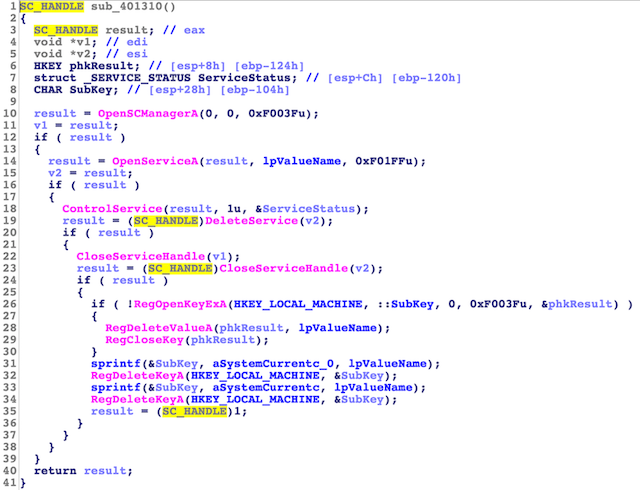 1 SC_HANDLE sub_401310()
2 {
3 SC_HANDLE result; // eax
4 void *v1; // edi
5 void *v2; // esi
6 HKEY phkResult; // [esp+8h] [ebp-124h]
7 struct _SERVICE_STATUS ServiceStatus; // [esp+Ch] [ebp-120h]
8 CHAR SubKey; // [esp+28h] [ebp-104h]
9
10 result = OpenSCManagerA(0, 0, 0xF003Fu);
11 v1 = result;
12 if ( result )
13 {
14 result = OpenServiceA(result, lpValueName, 0xF01FFu);
15 v2 = result;
16 if ( result )
17 {
18 ControlService(result, 1u, &ServiceStatus);
19 result = (SC_HANDLE)DeleteService(v2);
20 if ( result )
21 {
22 CloseServiceHandle(v1);
23 result = (SC_HANDLE)CloseServiceHandle(v2);
24 if ( result )
25 {
26 if ( !RegOpenKeyExA(HKEY_LOCAL_MACHINE, ::SubKey, 0, 0xF003Fu, &phkResult) )
27 {
28 RegDeleteValueA(phkResult, lpValueName);
29 RegCloseKey(phkResult);
30 }
31 sprintf(&SubKey, aSystemCurrentc_0, lpValueName);
32 RegDeleteKeyA(HKEY_LOCAL_MACHINE, &SubKey);
33 sprintf(&SubKey, aSystemCurrentc, lpValueName);
34 RegDeleteKeyA(HKEY_LOCAL_MACHINE, &SubKey);
35 result = (SC_HANDLE)1;
36 }
37 }
38 }
39 }
40 return result;
41 }